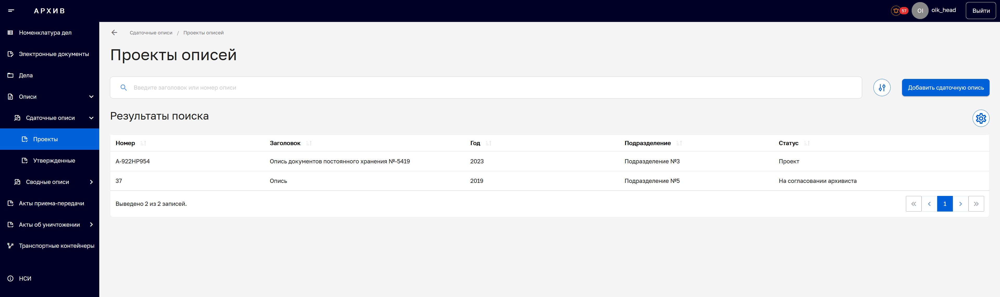 АРХИВ
57
OI
oik_head
Выйти
Номенклатура дел
Электронные документы
Дела
Описи
Сдаточные описи
Проекты
Утвержденные
Сводные описи
Акты приема-передачи
Акты об уничтожении
Транспортные контейнеры
НСИ
Сдаточные описи / Проекты описей
Проекты описей
Введите заголовок или номер описи
Добавить сдаточную опись
Результаты поиска
Номер Заголовок Год Подразделение Статус
А-922НР954 Опись документов постоянного хранения №-5419 2023 Подразделение №3 Проект
37 Опись 2019 Подразделение №5 На согласовании архивиста
Выведено 2 из 2 записей.
« ‹ 1 › »